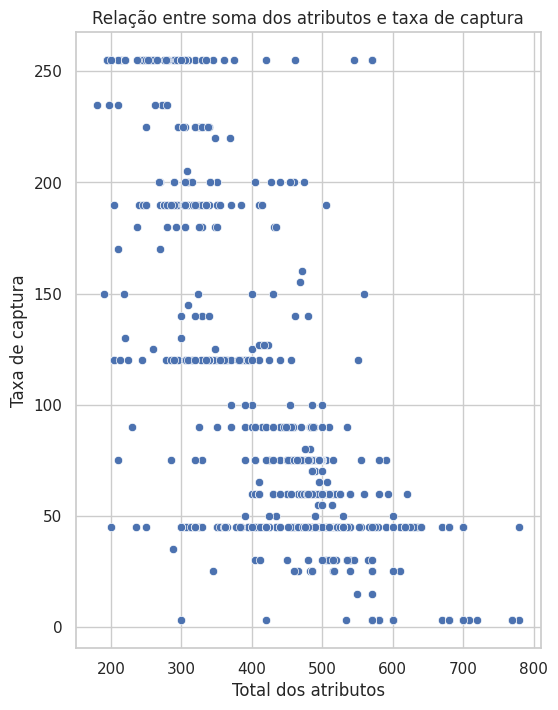 Relação entre soma dos atributos e taxa de captura
250
200
150
100
50
0
Taxa de captura
200 300 400 500 600 700 800
Total dos atributos